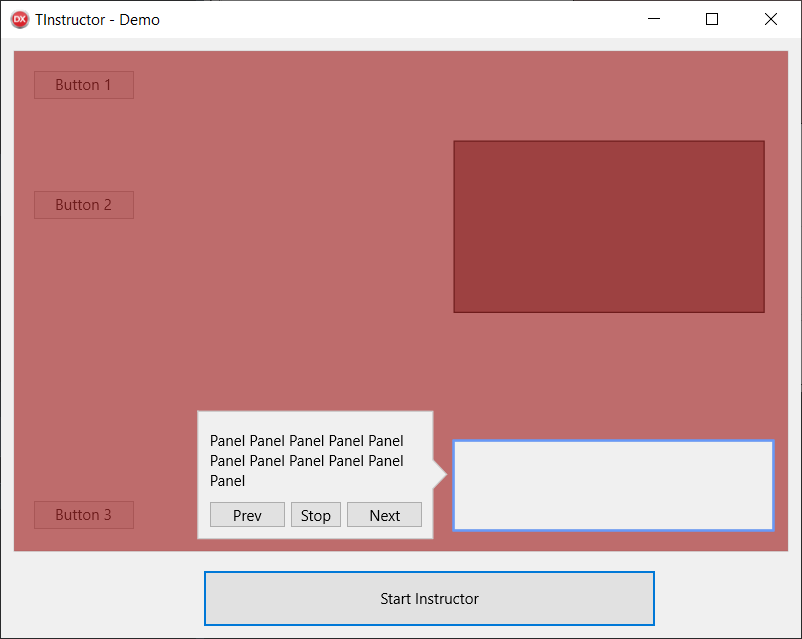 DX
TInstructor - Demo
Button 1
Button 2
Panel Panel Panel Panel Panel
Panel Panel Panel Panel Panel
Panel
Prev Stop Next
Button 3
Start Instructor